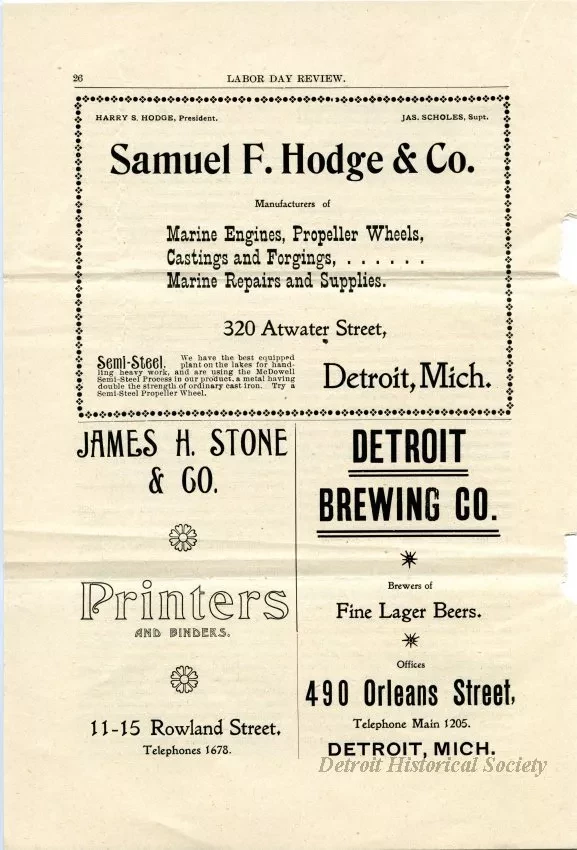 26
LABOR DAY REVIEW.
HARRY S. HODGE, President.
JAS. SCHOLES, Supt.
Samuel F. Hodge & Co.
Manufacturers of
Marine Engines, Propeller Wheels,
Castings and Forgings, . . . . . .
Marine Repairs and Supplies.
320 Atwater Street,
Semi-Steel. We have the best equipped
plant on the lakes for hand-
ling heavy work, and are using the McDowell
Semi-Steel Process in our product, a metal having
double the strength of ordinary cast iron. Try a
Semi-Steel Propeller Wheel.
Detroit, Mich.
JAMES H. STONE
& CO.
Printers
AND BINDERS.
11-15 Rowland Street,
Telephones 1678.
DETROIT
BREWING CO.
Brewers of
Fine Lager Beers.
Offices
490 Orleans Street,
Telephone Main 1205.
DETROIT, MICH.
Detroit Historical Society